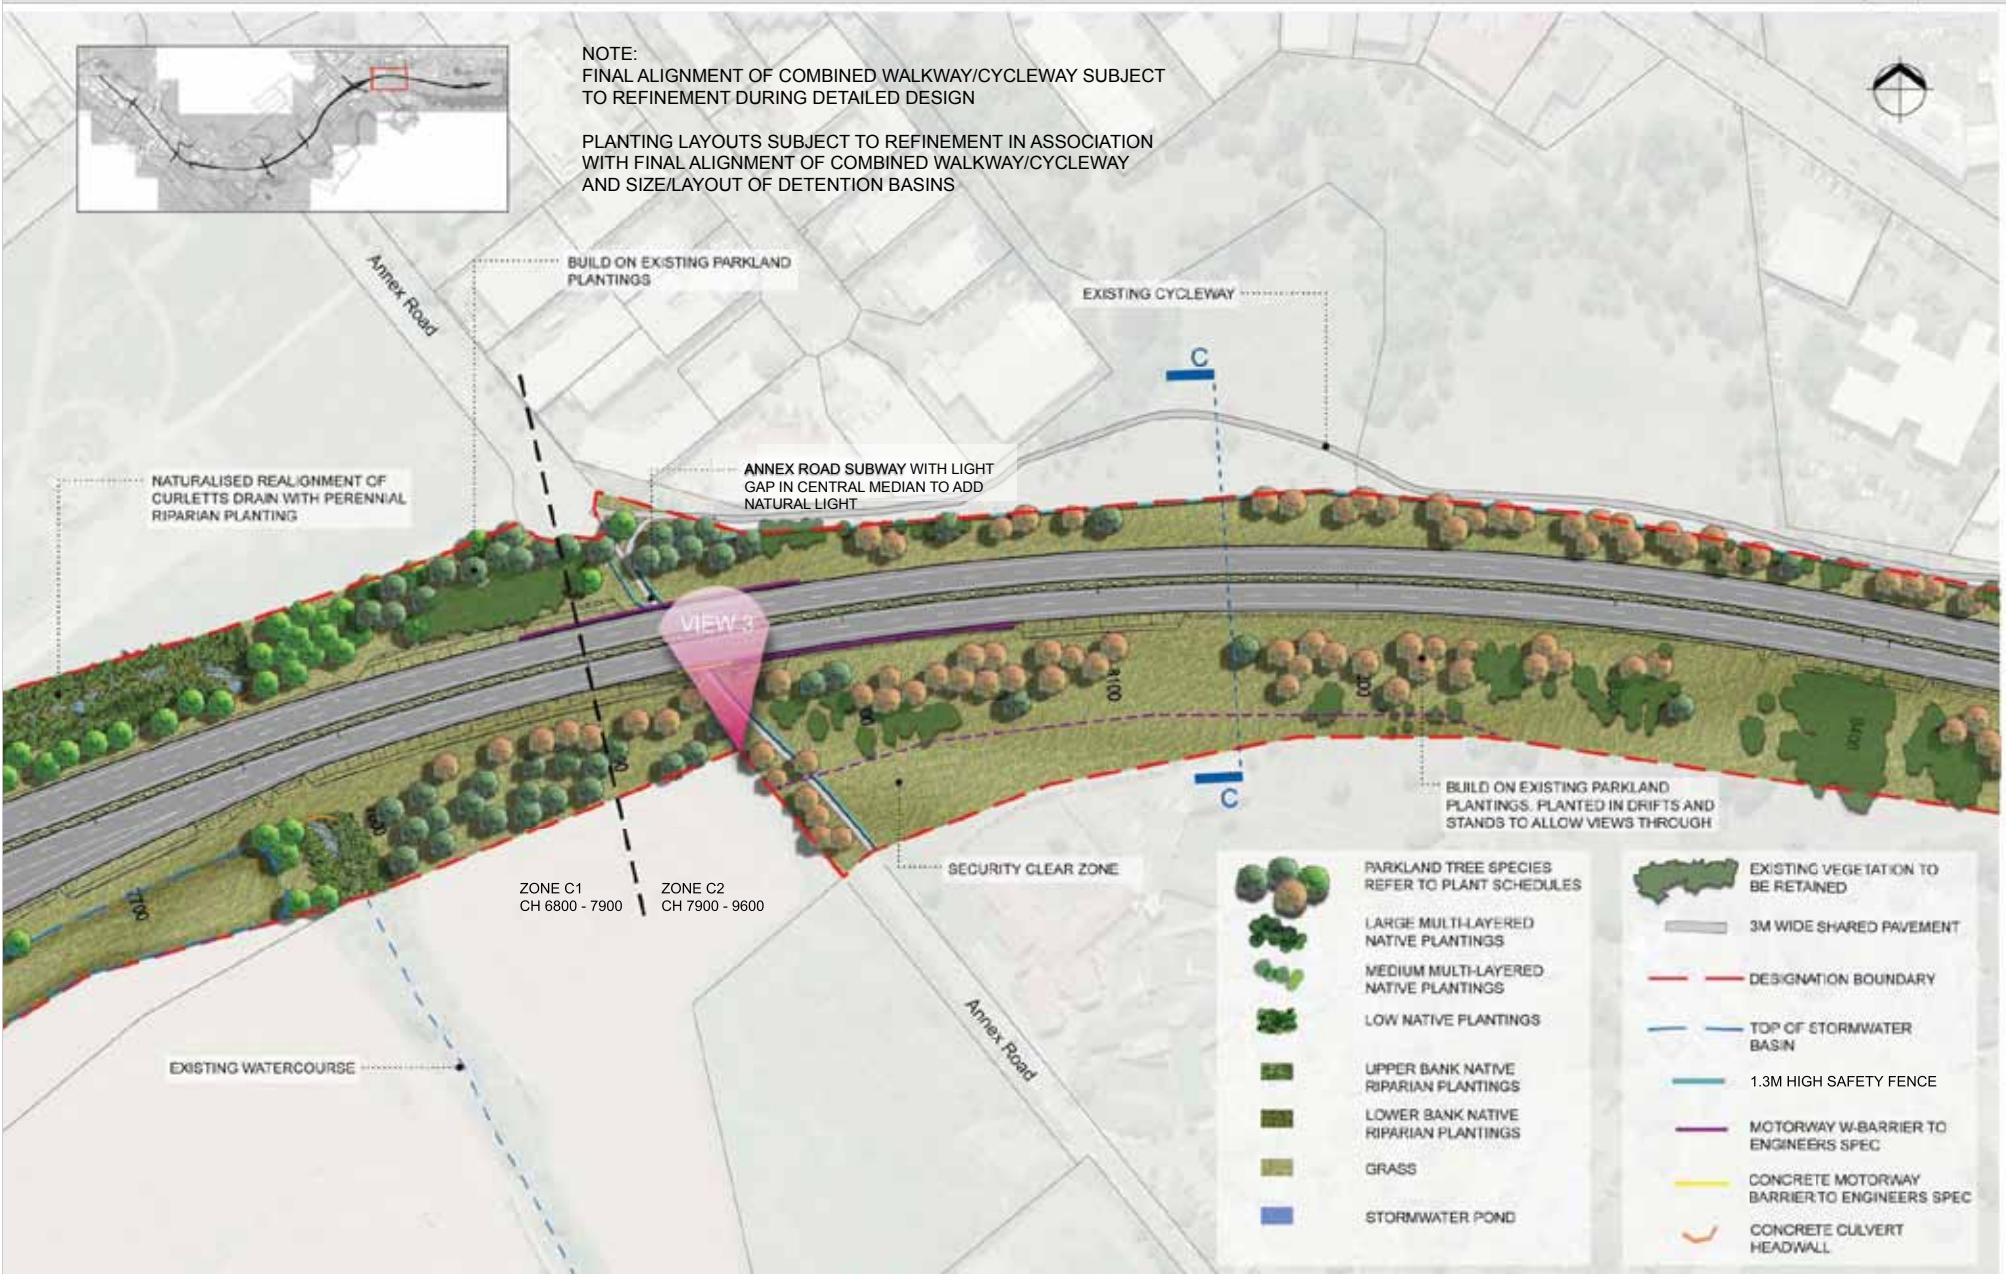 NOTE:
FINAL ALIGNMENT OF COMBINED WALKWAY/CYCLEWAY SUBJECT
TO REFINEMENT DURING DETAILED DESIGN
PLANTING LAYOUTS SUBJECT TO REFINEMENT IN ASSOCIATION
WITH FINAL ALIGNMENT OF COMBINED WALKWAY/CYCLEWAY
AND SIZE/LAYOUT OF DETENTION BASINS
Annex Road
BUILD ON EXISTING PARKLAND
PLANTINGS
EXISTING CYCLEWAY
C
NATURALISED REALIGNMENT OF
CURLETTS DRAIN WITH PERENNIAL
RIPARIAN PLANTING
ANNEX ROAD SUBWAY WITH LIGHT
GAP IN CENTRAL MEDIAN TO ADD
NATURAL LIGHT
VIEW 3
8100
C
BUILD ON EXISTING PARKLAND
PLANTINGS. PLANTED IN DRIFTS AND
STANDS TO ALLOW VIEWS THROUGH
SECURITY CLEAR ZONE
ZONE C1
CH 6800 - 7900
ZONE C2
CH 7900 - 9600
7700
Annex Road
EXISTING WATERCOURSE
PARKLAND TREE SPECIES
REFER TO PLANT SCHEDULES
LARGE MULTI-LAYERED
NATIVE PLANTINGS
MEDIUM MULTI-LAYERED
NATIVE PLANTINGS
LOW NATIVE PLANTINGS
UPPER BANK NATIVE
RIPARIAN PLANTINGS
LOWER BANK NATIVE
RIPARIAN PLANTINGS
GRASS
STORMWATER POND
EXISTING VEGETATION TO
BE RETAINED
3M WIDE SHARED PAVEMENT
DESIGNATION BOUNDARY
TOP OF STORMWATER
BASIN
1.3M HIGH SAFETY FENCE
MOTORWAY W-BARRIER TO
ENGINEERS SPEC
CONCRETE MOTORWAY
BARRIER TO ENGINEERS SPEC
CONCRETE CULVERT
HEADWALL